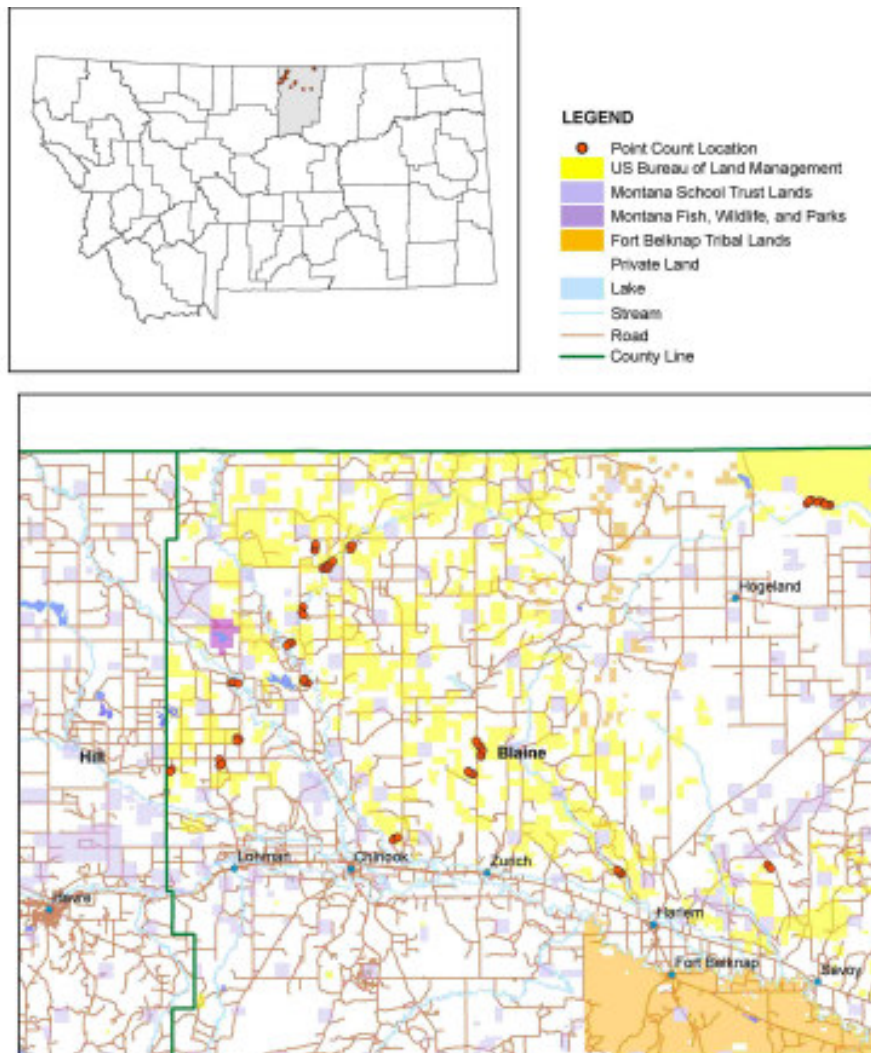 LEGEND
Point Count Location
US Bureau of Land Management
Montana School Trust Lands
Montana Fish, Wildlife, and Parks
Fort Belknap Tribal Lands
Private Land
Lake
Stream
Road
County Line
Hogeland
Hill
Blaine
Lohman
Chinook
Zurich
Havre
Harlem
Fort Belknap
Savoy